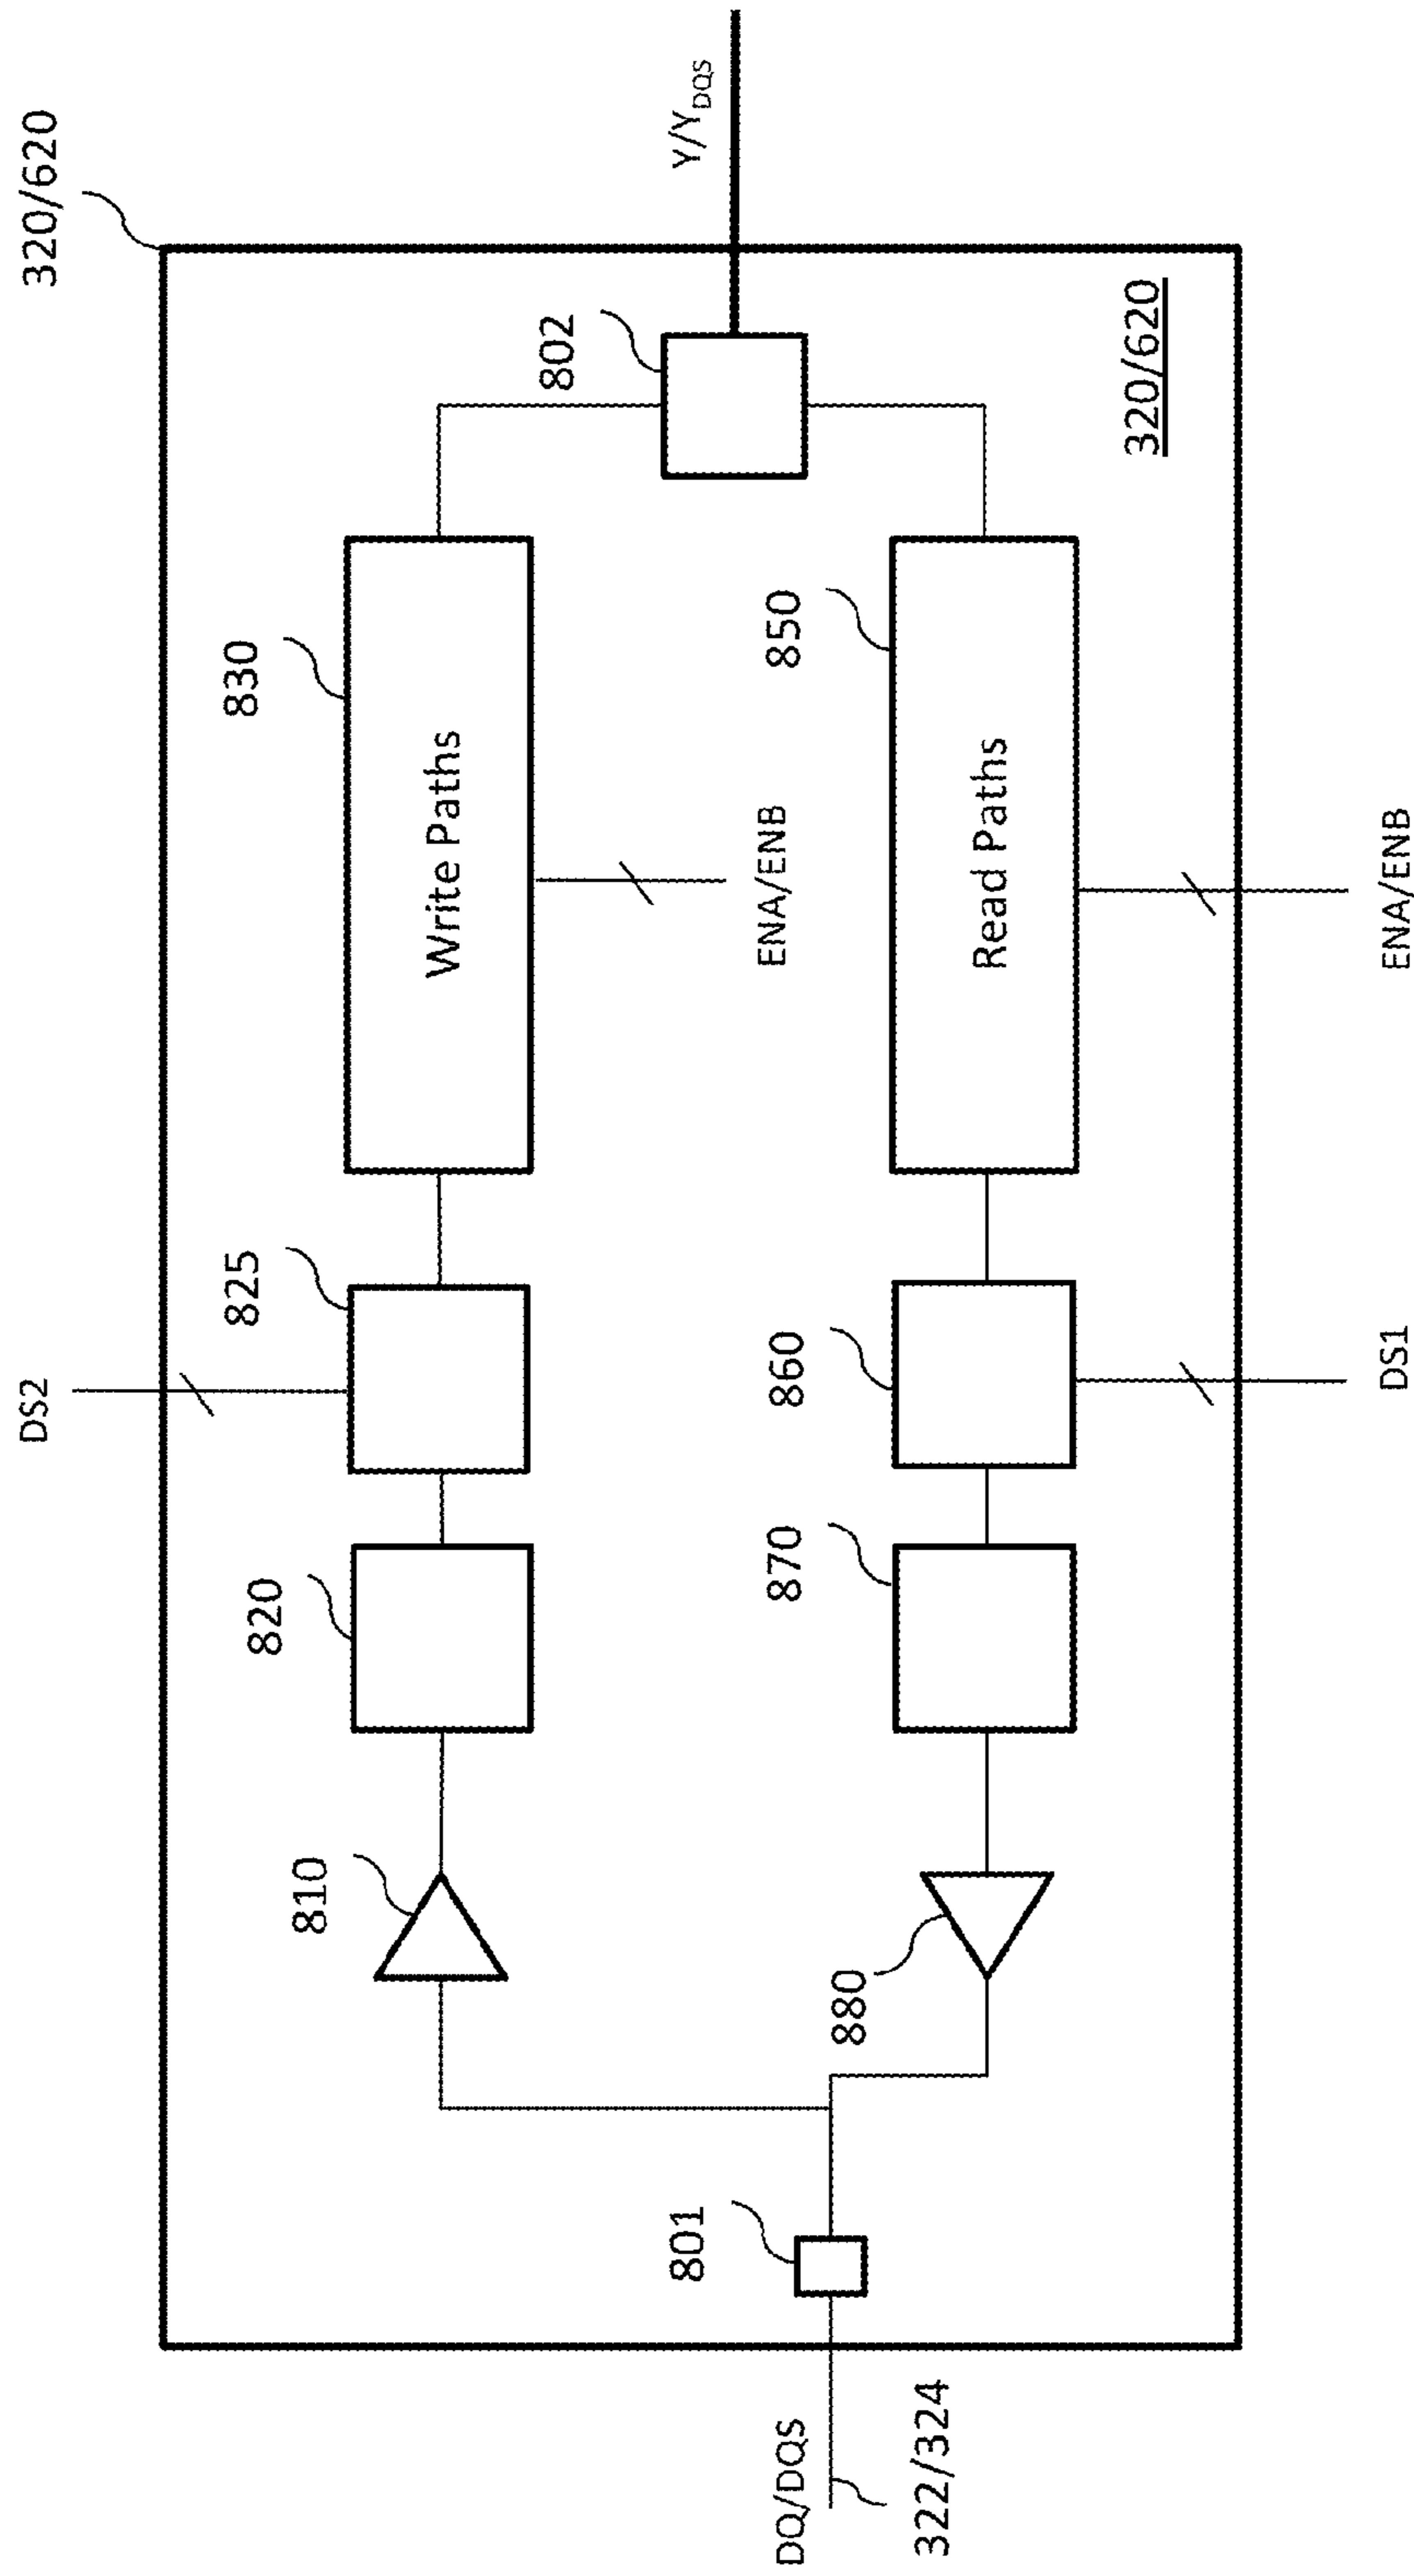 320/620
DS2
825
830
820
810
802
Write Paths
Y/Y_DQS
ENA/ENB
801
DQ/DQS
322/324
880
870
860
850
Read Paths
320/620
DS1
ENA/ENB